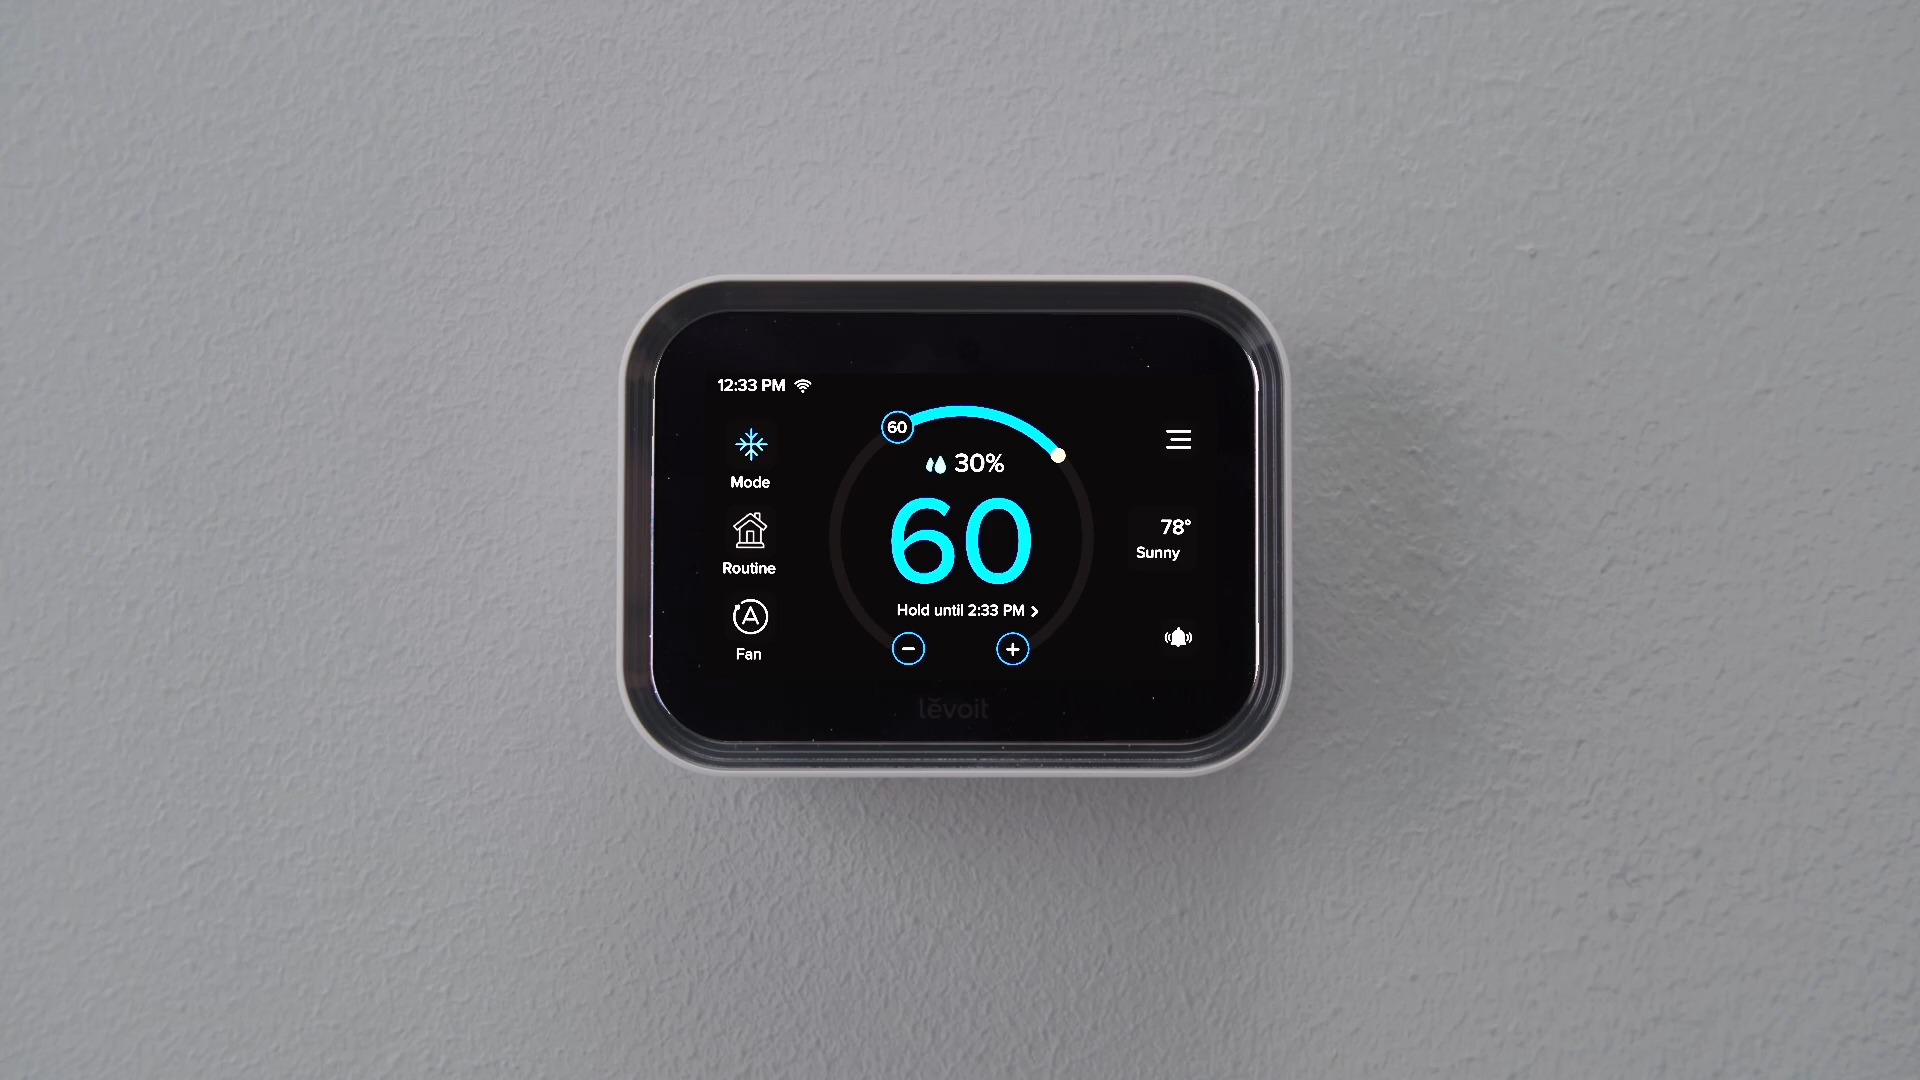 12:33 PM
60
30%
Mode
60
78°
Sunny
Routine
Hold until 2:33 PM >
Fan
A
− +
levoit